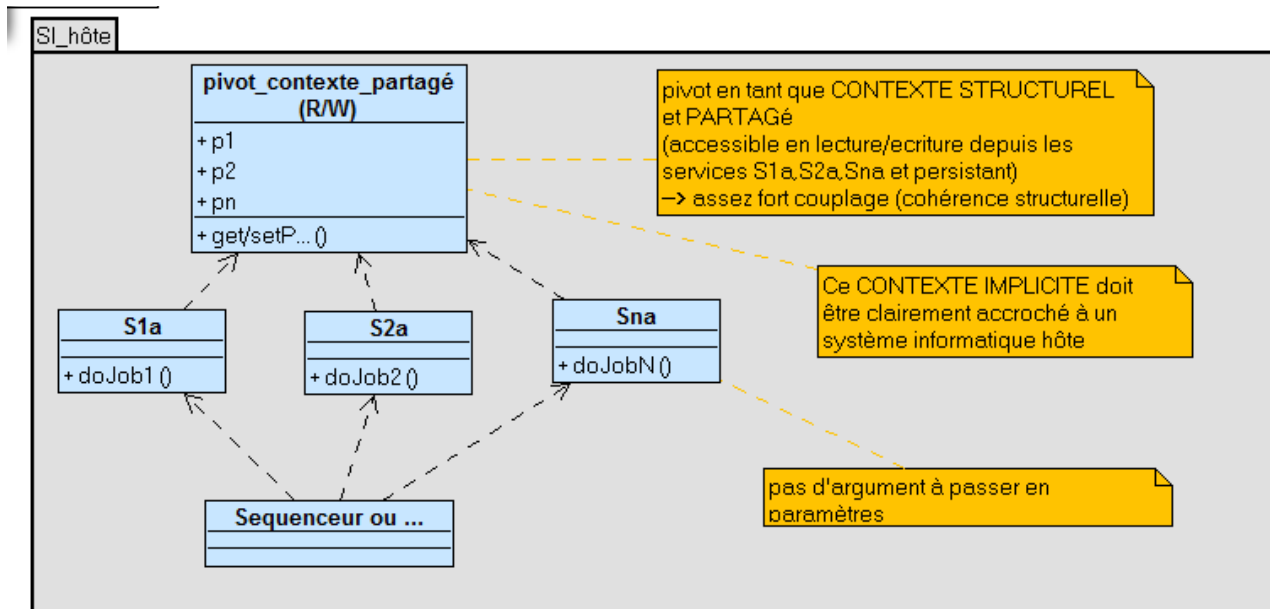 SI_hôte
pivot_contexte_partagé
(R/W)
+ p1
+ p2
+ pn
+ get/setP... ()
pivot en tant que CONTEXTE STRUCTUREL
et PARTAGé
(accessible en lecture/ecriture depuis les
services S1a,S2a,Sna et persistant)
--> assez fort couplage (cohérence structurelle)
Ce CONTEXTE IMPLICITE doit
être clairement accroché à un
système informatique hôte
S1a
+ doJob1 ()
S2a
+ doJob2 ()
Sna
+ doJobN ()
pas d'argument à passer en
paramètres
Sequenceur ou ...